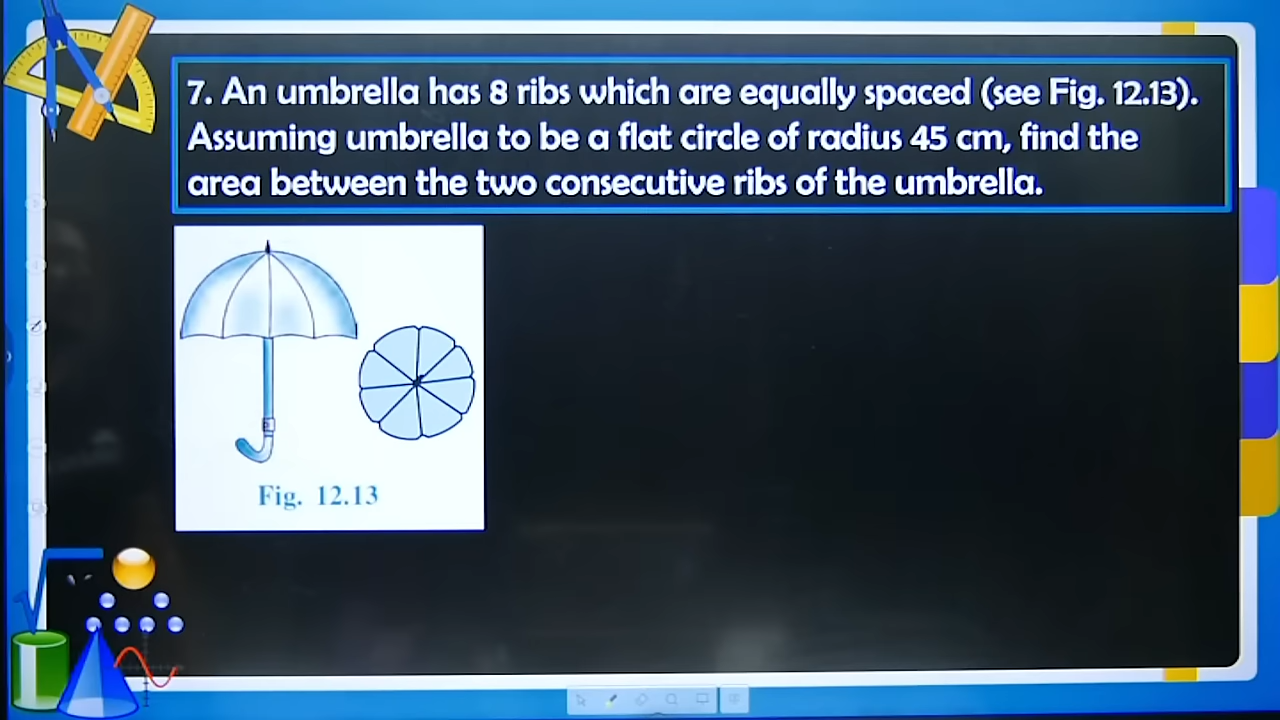 7. An umbrella has 8 ribs which are equally spaced (see Fig. 12.13).
Assuming umbrella to be a flat circle of radius 45 cm, find the
area between the two consecutive ribs of the umbrella.
Fig. 12.13